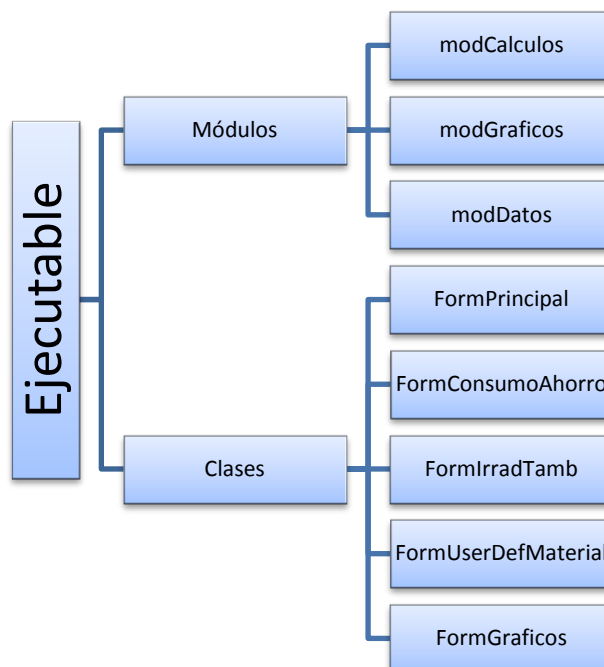 Ejecutable
Módulos
modCalculos
modGraficos
modDatos
Clases
FormPrincipal
FormConsumoAhorro
FormIrradTamb
FormUserDefMaterial
FormGraficos